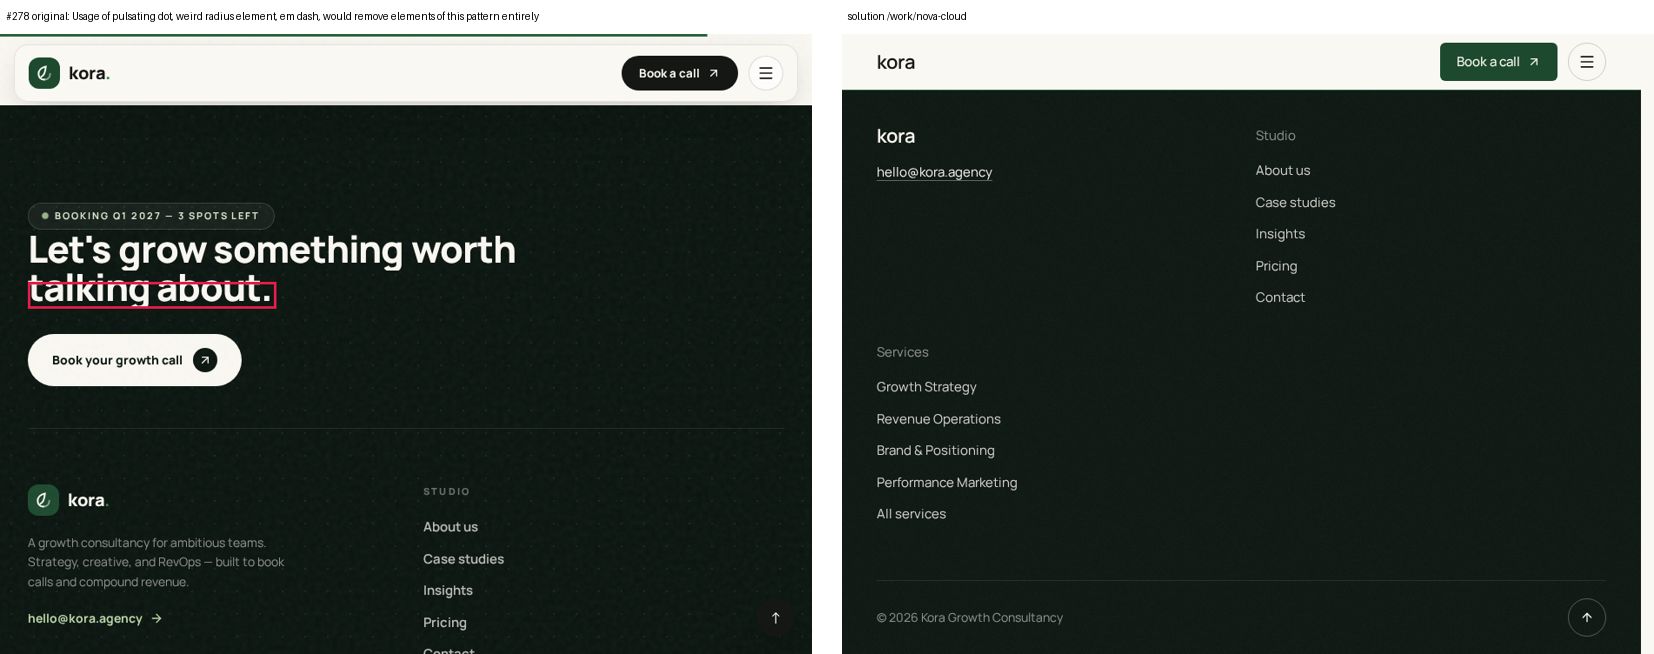 #278 original: Usage of pulsating dot, weird radius element, em dash, would remove elements of this pattern entirely
kora.
Book a call
BOOKING Q1 2027 — 3 SPOTS LEFT
Let's grow something worth
talking about.
Book your growth call
kora.
A growth consultancy for ambitious teams.
Strategy, creative, and RevOps — built to book
calls and compound revenue.
hello@kora.agency
STUDIO
About us
Case studies
Insights
Pricing
Contact
solution /work/nova-cloud
kora
Book a call
kora
hello@kora.agency
Studio
About us
Case studies
Insights
Pricing
Contact
Services
Growth Strategy
Revenue Operations
Brand & Positioning
Performance Marketing
All services
© 2026 Kora Growth Consultancy